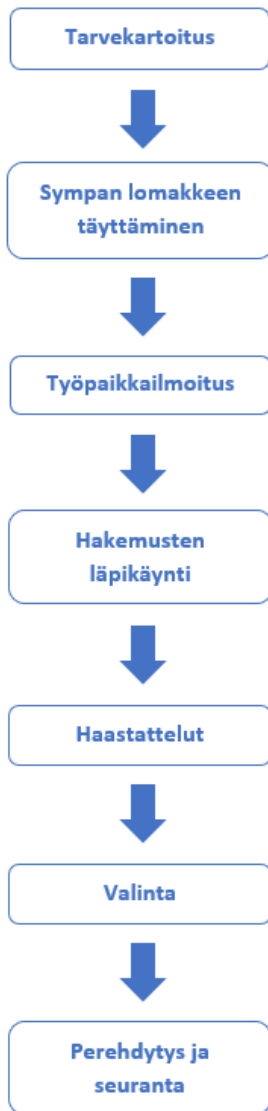 Tarvekartoitus
Sympan lomakkeen
täyttäminen
Työpaikkailmoitus
Hakemusten
läpikäynti
Haastattelut
Valinta
Perehdytys ja
seuranta